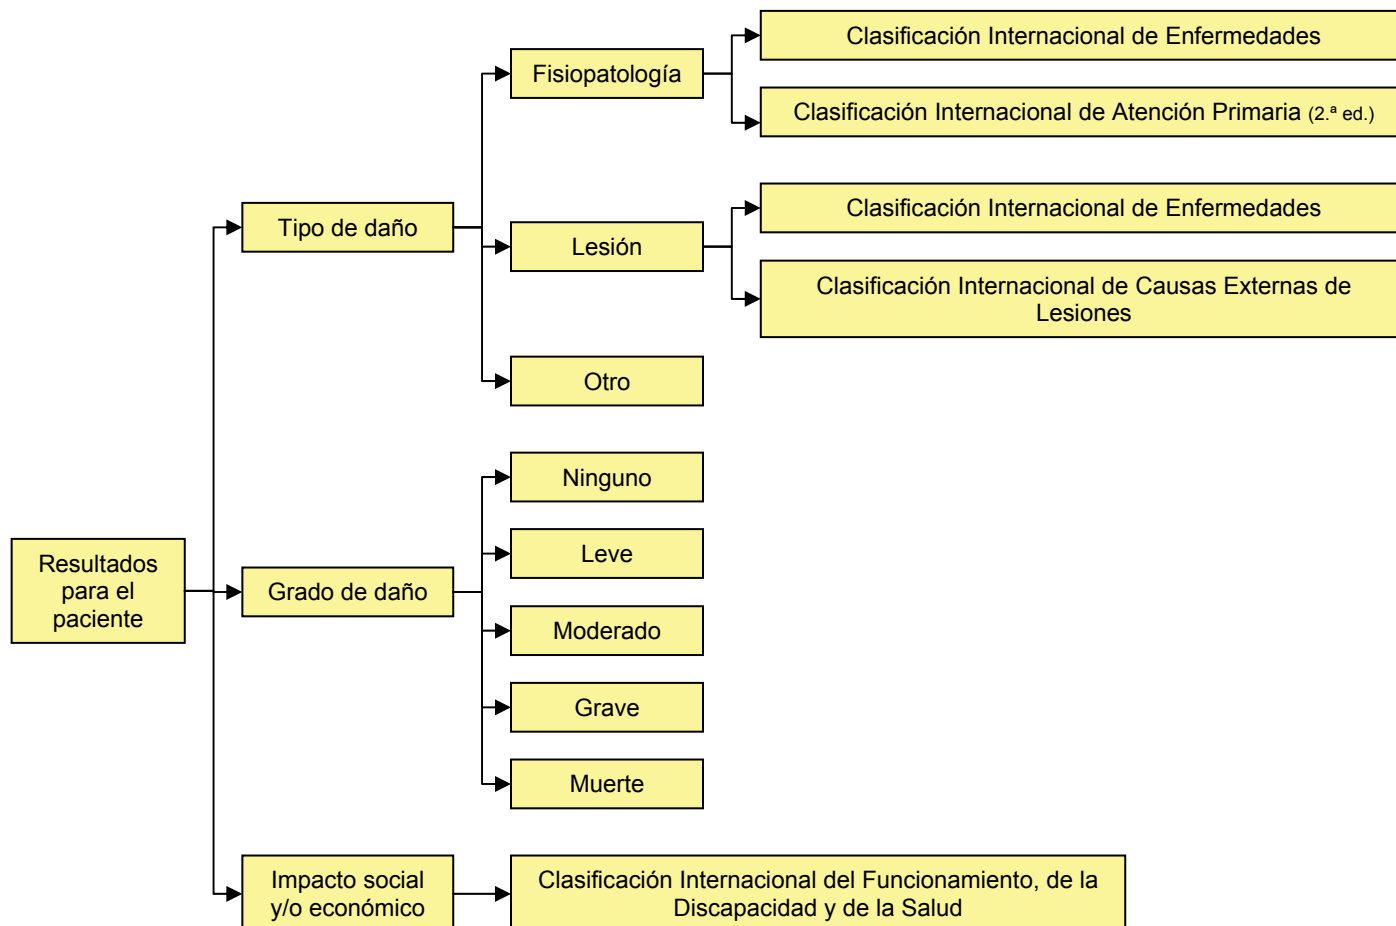 Clasificación Internacional de Enfermedades
Fisiopatología
Clasificación Internacional de Atención Primaria (2.ª ed.)
Clasificación Internacional de Enfermedades
Tipo de daño
Lesión
Clasificación Internacional de Causas Externas de
Lesiones
Otro
Ninguno
Leve
Resultados
para el
paciente
Grado de daño
Moderado
Grave
Muerte
Impacto social
y/o económico
Clasificación Internacional del Funcionamiento, de la
Discapacidad y de la Salud